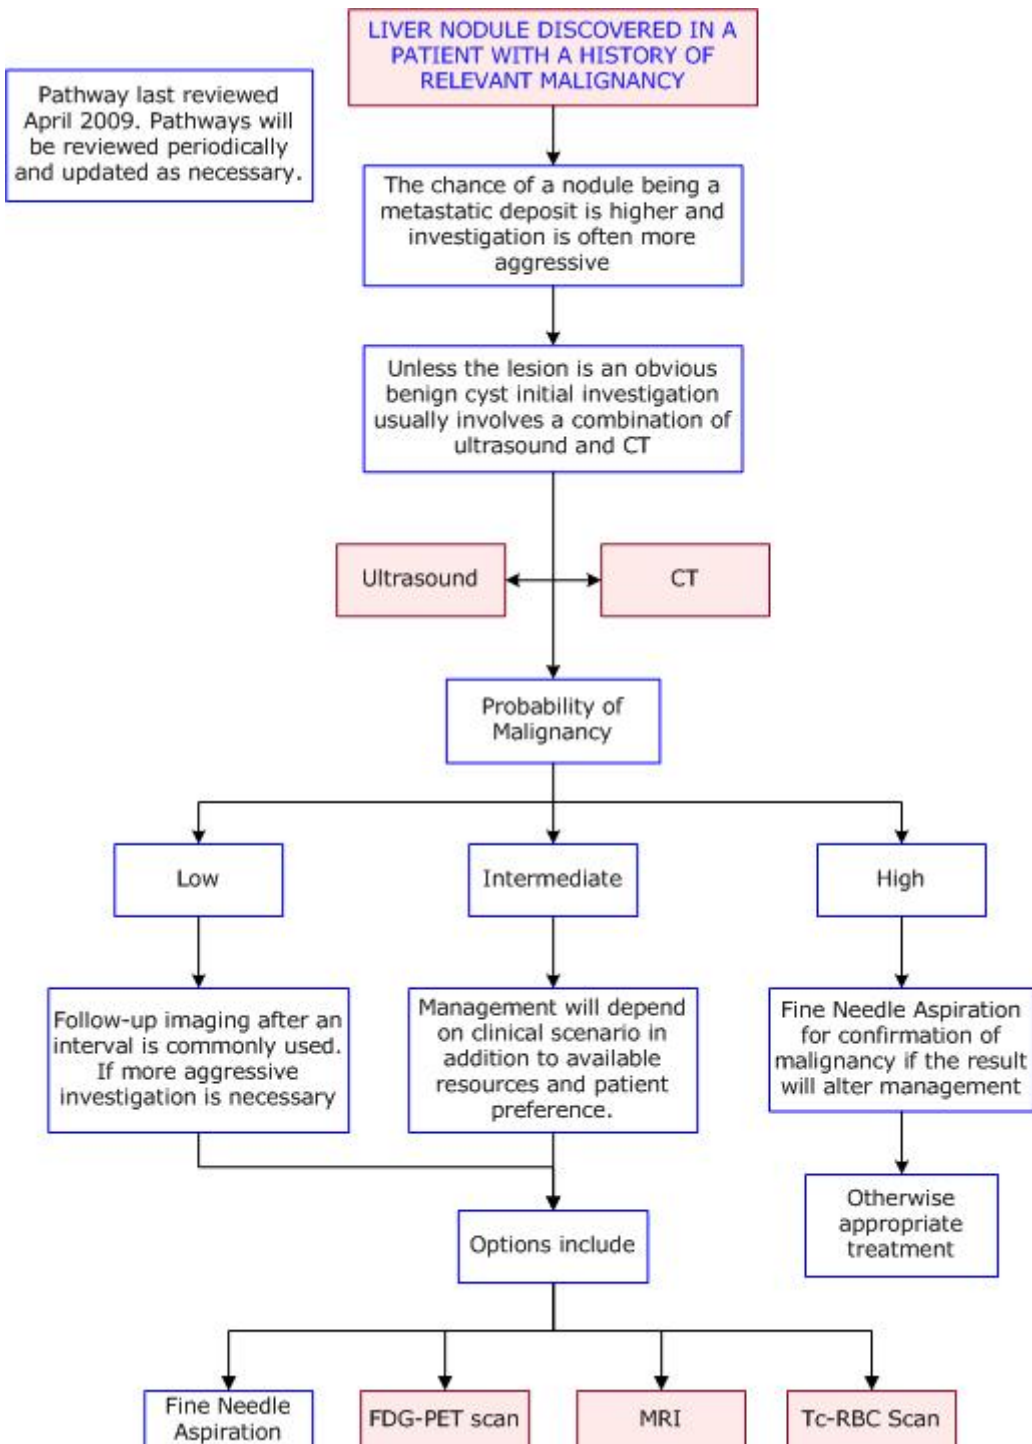 LIVER NODULE DISCOVERED IN A
PATIENT WITH A HISTORY OF
RELEVANT MALIGNANCY
Pathway last reviewed
April 2009. Pathways will
be reviewed periodically
and updated as necessary.
The chance of a nodule being a
metastatic deposit is higher and
investigation is often more
aggressive
Unless the lesion is an obvious
benign cyst initial investigation
usually involves a combination of
ultrasound and CT
Ultrasound
CT
Probability of
Malignancy
Low
Intermediate
High
Follow-up imaging after an
interval is commonly used.
If more aggressive
investigation is necessary
Management will depend
on clinical scenario in
addition to available
resources and patient
preference.
Fine Needle Aspiration
for confirmation of
malignancy if the result
will alter management
Otherwise
appropriate
treatment
Options include
Fine Needle
Aspiration
FDG-PET scan
MRI
Tc-RBC Scan